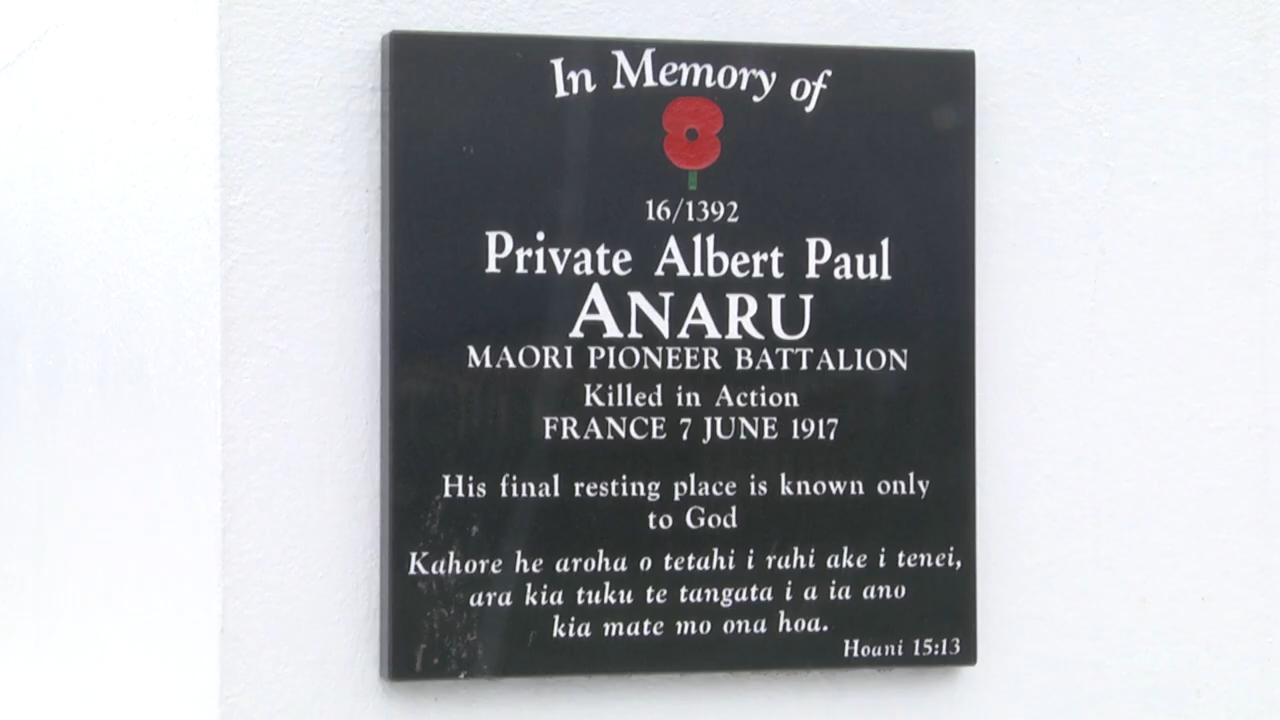 In Memory of
16/1392
Private Albert Paul
ANARU
MAORI PIONEER BATTALION
Killed in Action
FRANCE 7 JUNE 1917
His final resting place is known only
to God
Kahore he aroha o tetahi i rahi ake i tenei,
ara kia tuku te tangata i a ia ano
kia mate mo ona hoa.
Hoani 15:13